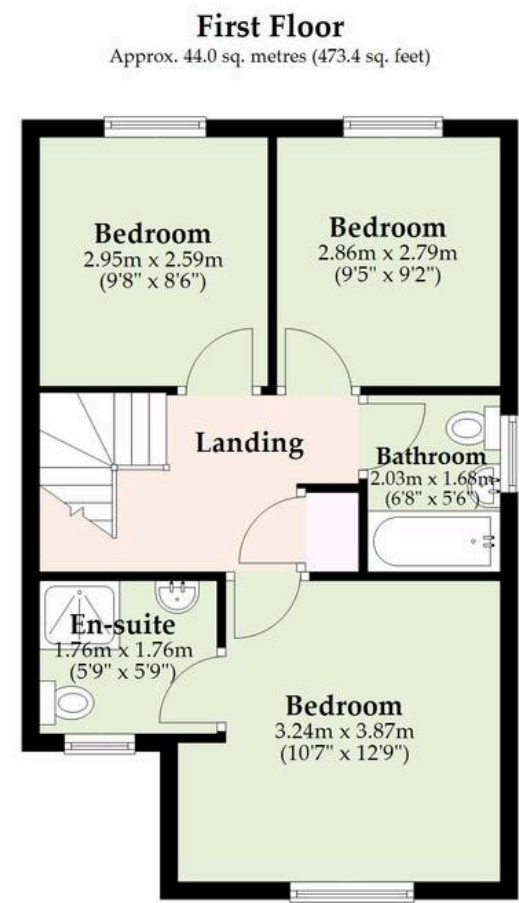 First Floor
Approx. 44.0 sq. metres (473.4 sq. feet)
Bedroom
2.95m x 2.59m
(9'8" x 8'6")
Bedroom
2.86m x 2.79m
(9'5" x 9'2")
Landing
Bathroom
2.03m x 1.68m
(6'8" x 5'6")
En-suite
1.76m x 1.76m
(5'9" x 5'9")
Bedroom
3.24m x 3.87m
(10'7" x 12'9")